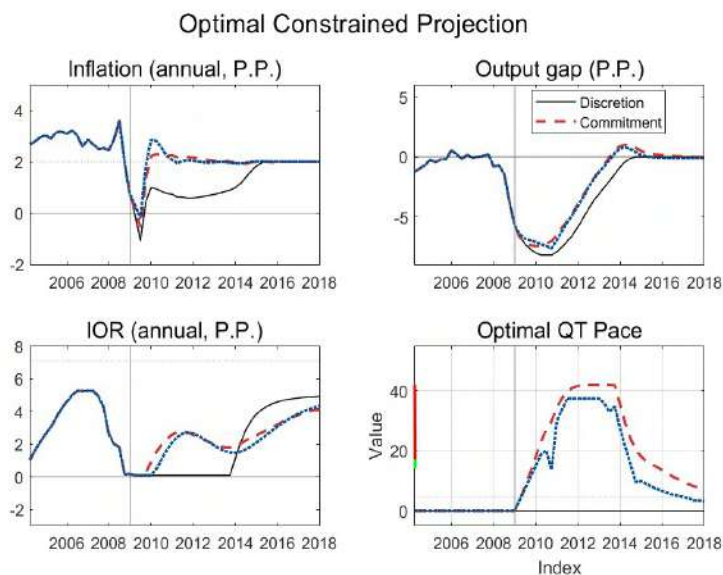 Optimal Constrained Projection
Inflation (annual, P.P.)
4
2
0
-2
2006 2008 2010 2012 2014 2016 2018
Output gap (P.P.)
Discretion
Commitment
5
0
-5
2006 2008 2010 2012 2014 2016 2018
IOR (annual, P.P.)
8
6
4
2
0
-2
2006 2008 2010 2012 2014 2016 2018
Optimal QT Pace
Value
40
20
0
2006 2008 2010 2012 2014 2016 2018
Index